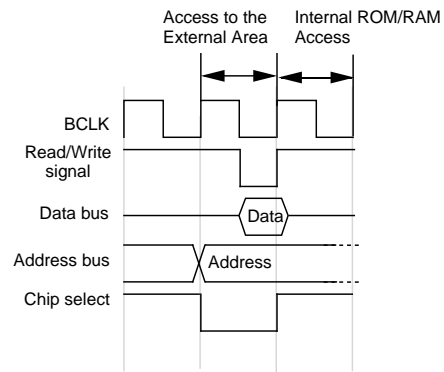 Access to the
External Area
Internal ROM/RAM
Access
BCLK
Read/Write
signal
Data bus
Data
Address bus
Address
Chip select